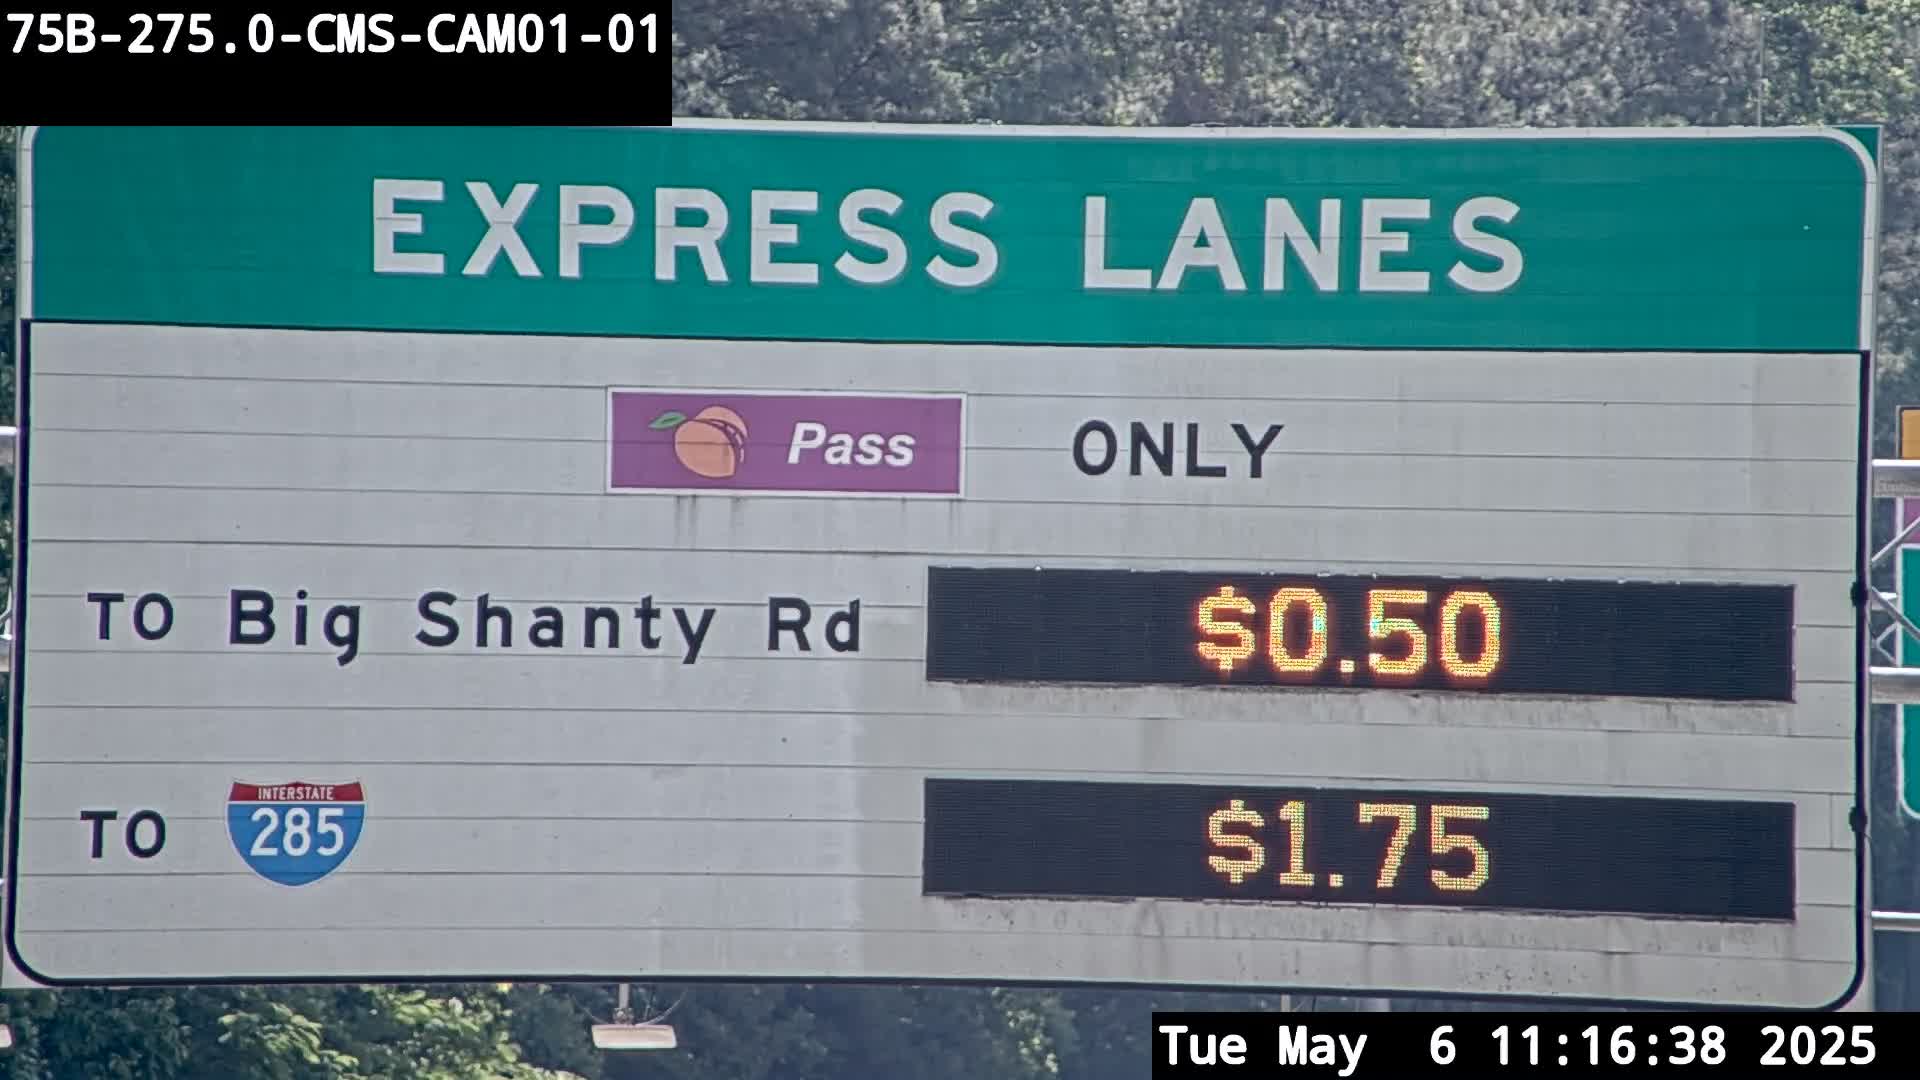 75B-275.0-CMS-CAM01-01
EXPRESS LANES
Pass ONLY
TO Big Shanty Rd $0.50
INTERSTATE
TO 285 $1.75
Tue May 6 11:16:38 2025